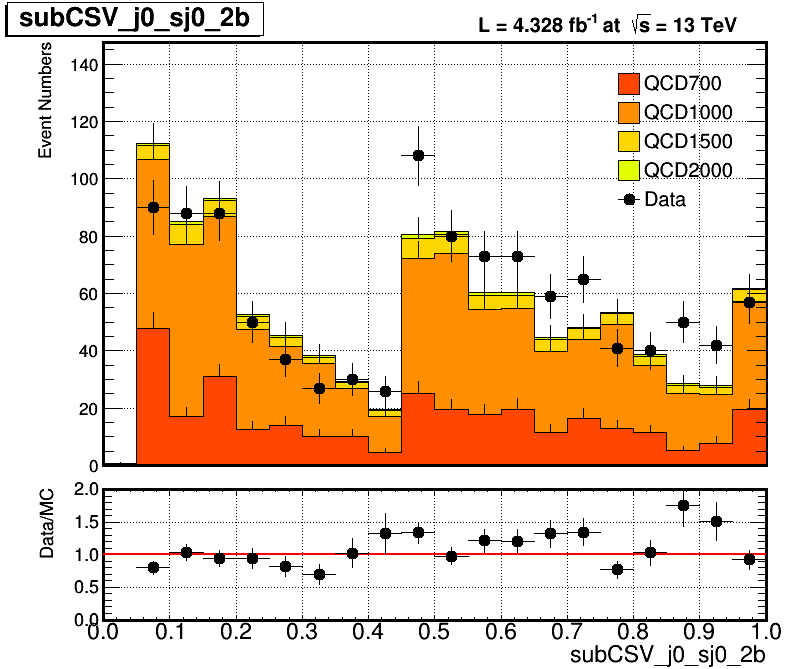 subCSV_j0_sj0_2b
L = 4.328 fb⁻¹ at √s = 13 TeV
Event Numbers
140
120
100
80
60
40
20
0
QCD700
QCD1000
QCD1500
QCD2000
Data
Data/MC
2.0
1.5
1.0
0.5
0.0
0.0 0.1 0.2 0.3 0.4 0.5 0.6 0.7 0.8 0.9 1.0
subCSV_j0_sj0_2b